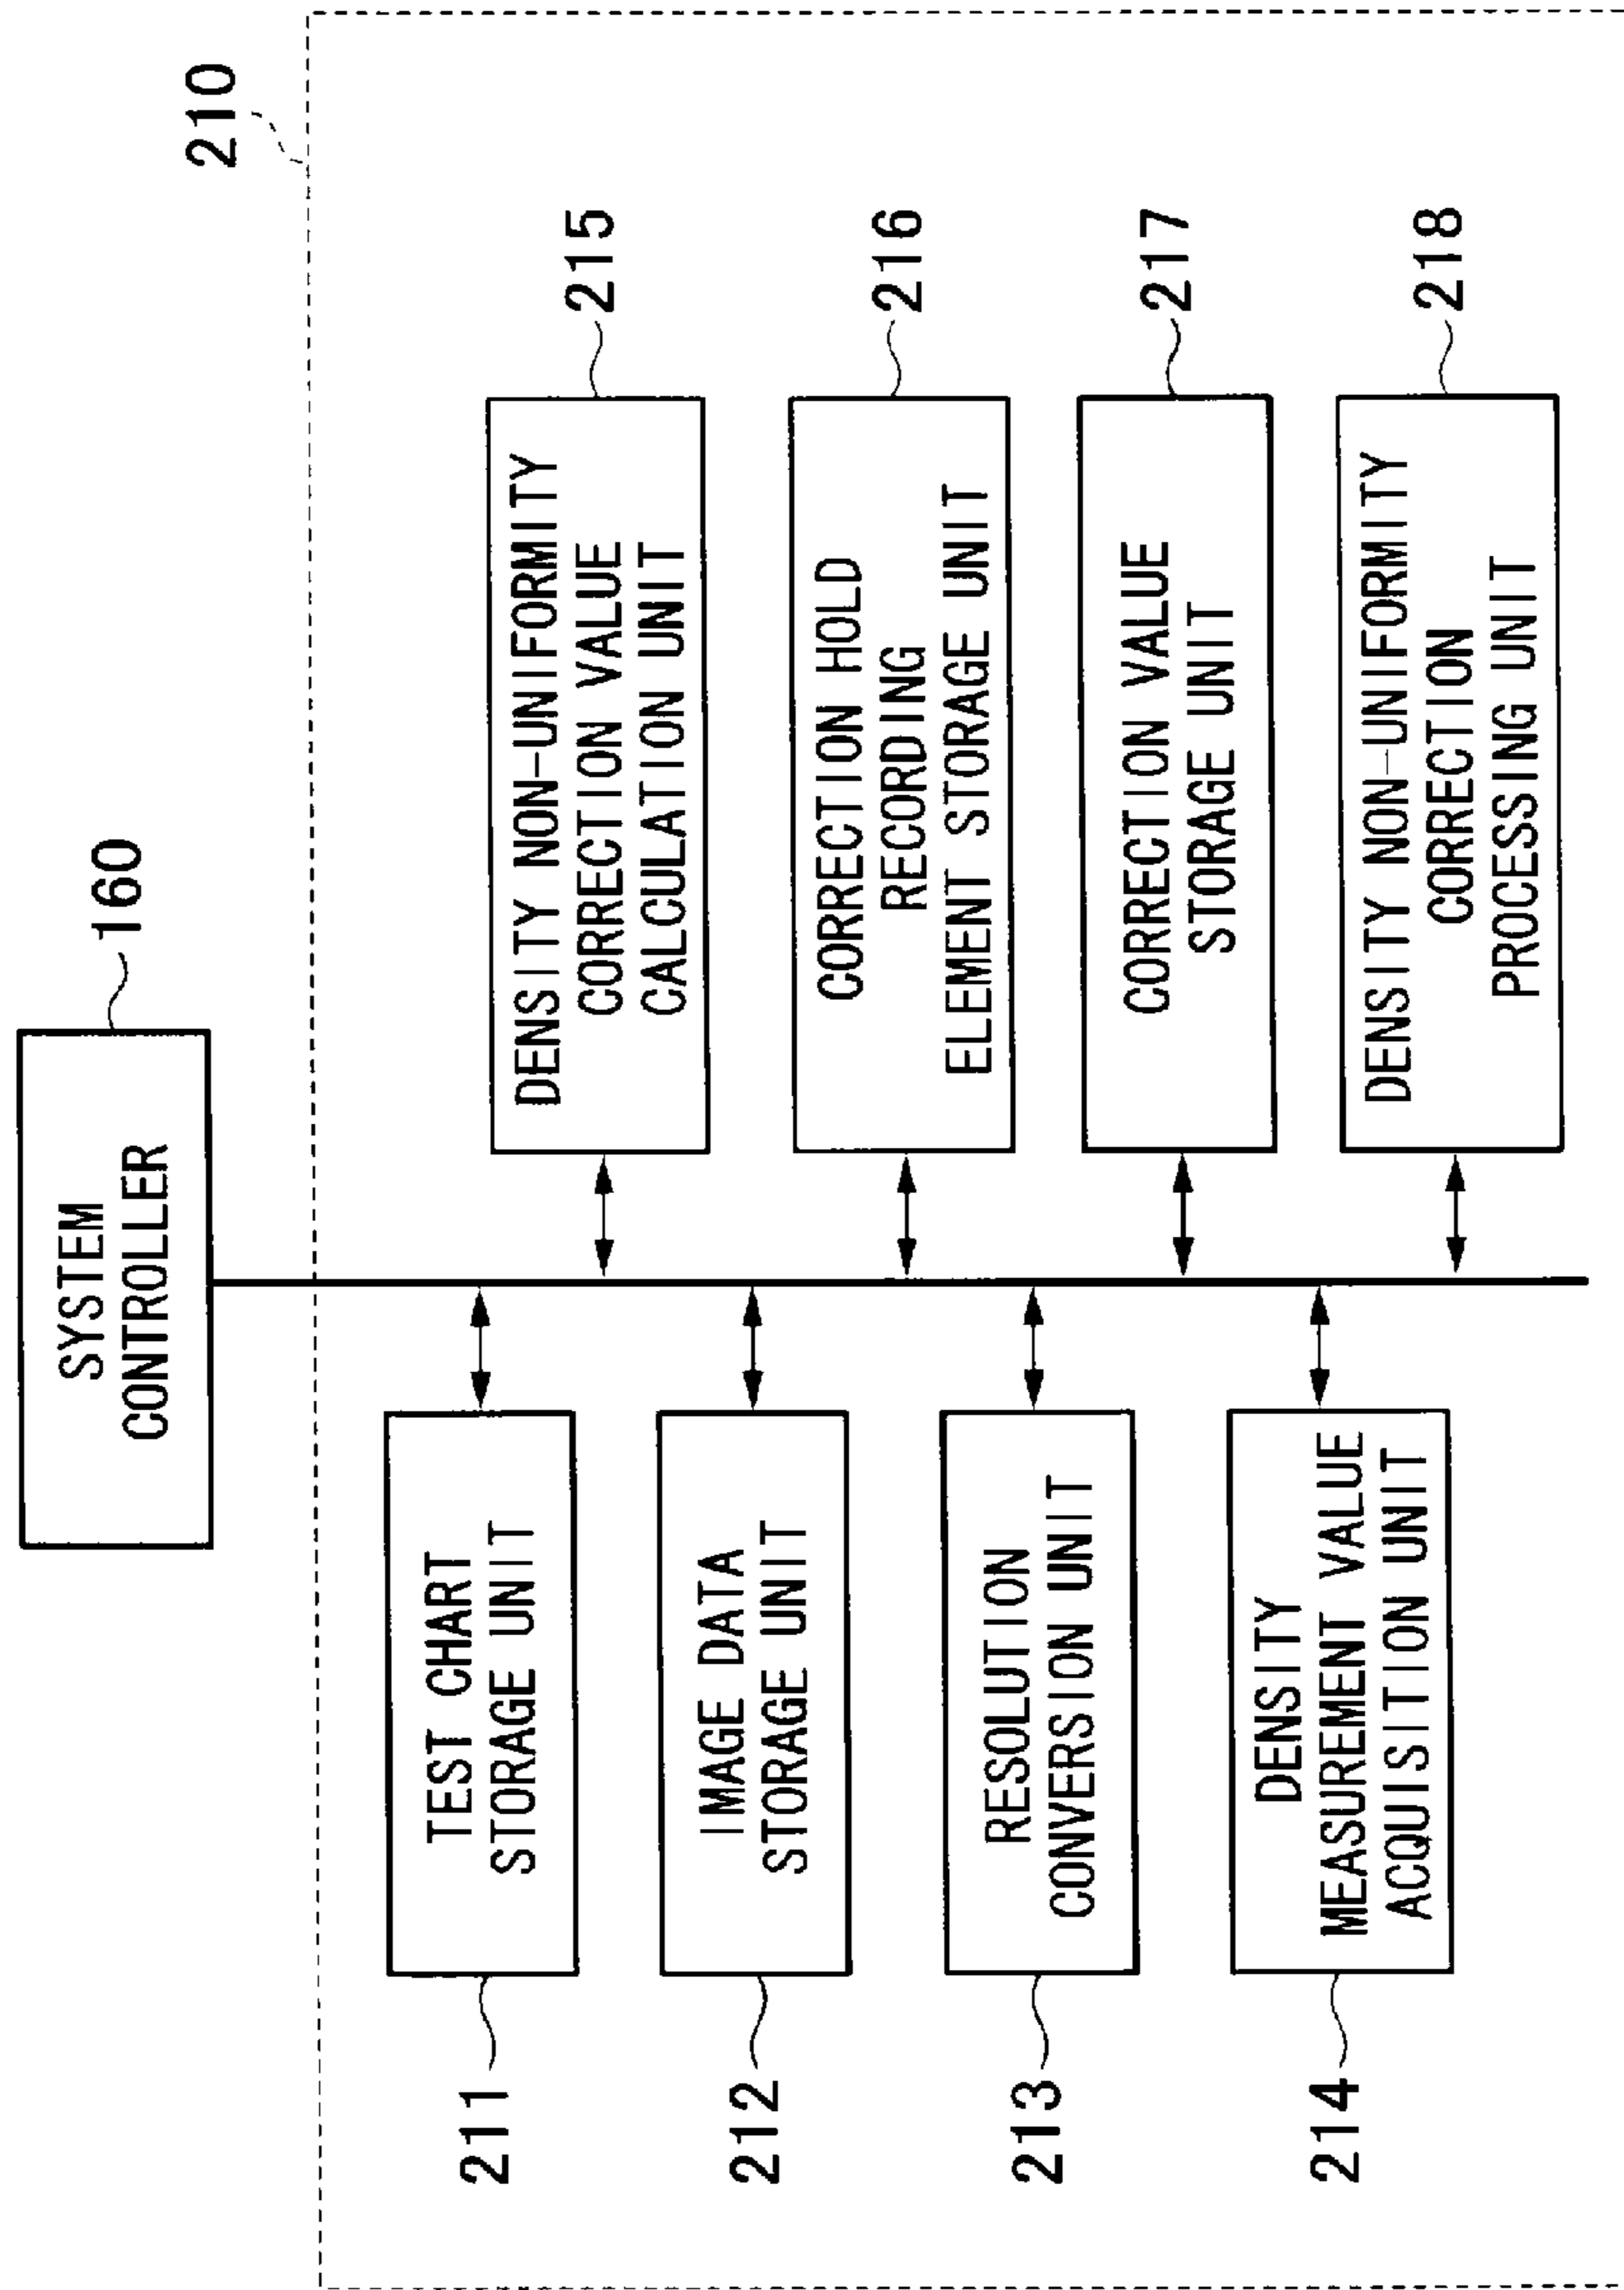 SYSTEM
CONTROLLER
160
210
TEST CHART
STORAGE UNIT
211
IMAGE DATA
STORAGE UNIT
212
RESOLUTION
CONVERSION UNIT
213
DENSITY
MEASUREMENT VALUE
ACQUISITION UNIT
214
DENSITY NON-UNIFORMITY
CORRECTION VALUE
CALCULATION UNIT
215
CORRECTION HOLD
RECORDING
ELEMENT STORAGE UNIT
216
CORRECTION VALUE
STORAGE UNIT
217
DENSITY NON-UNIFORMITY
CORRECTION
PROCESSING UNIT
218